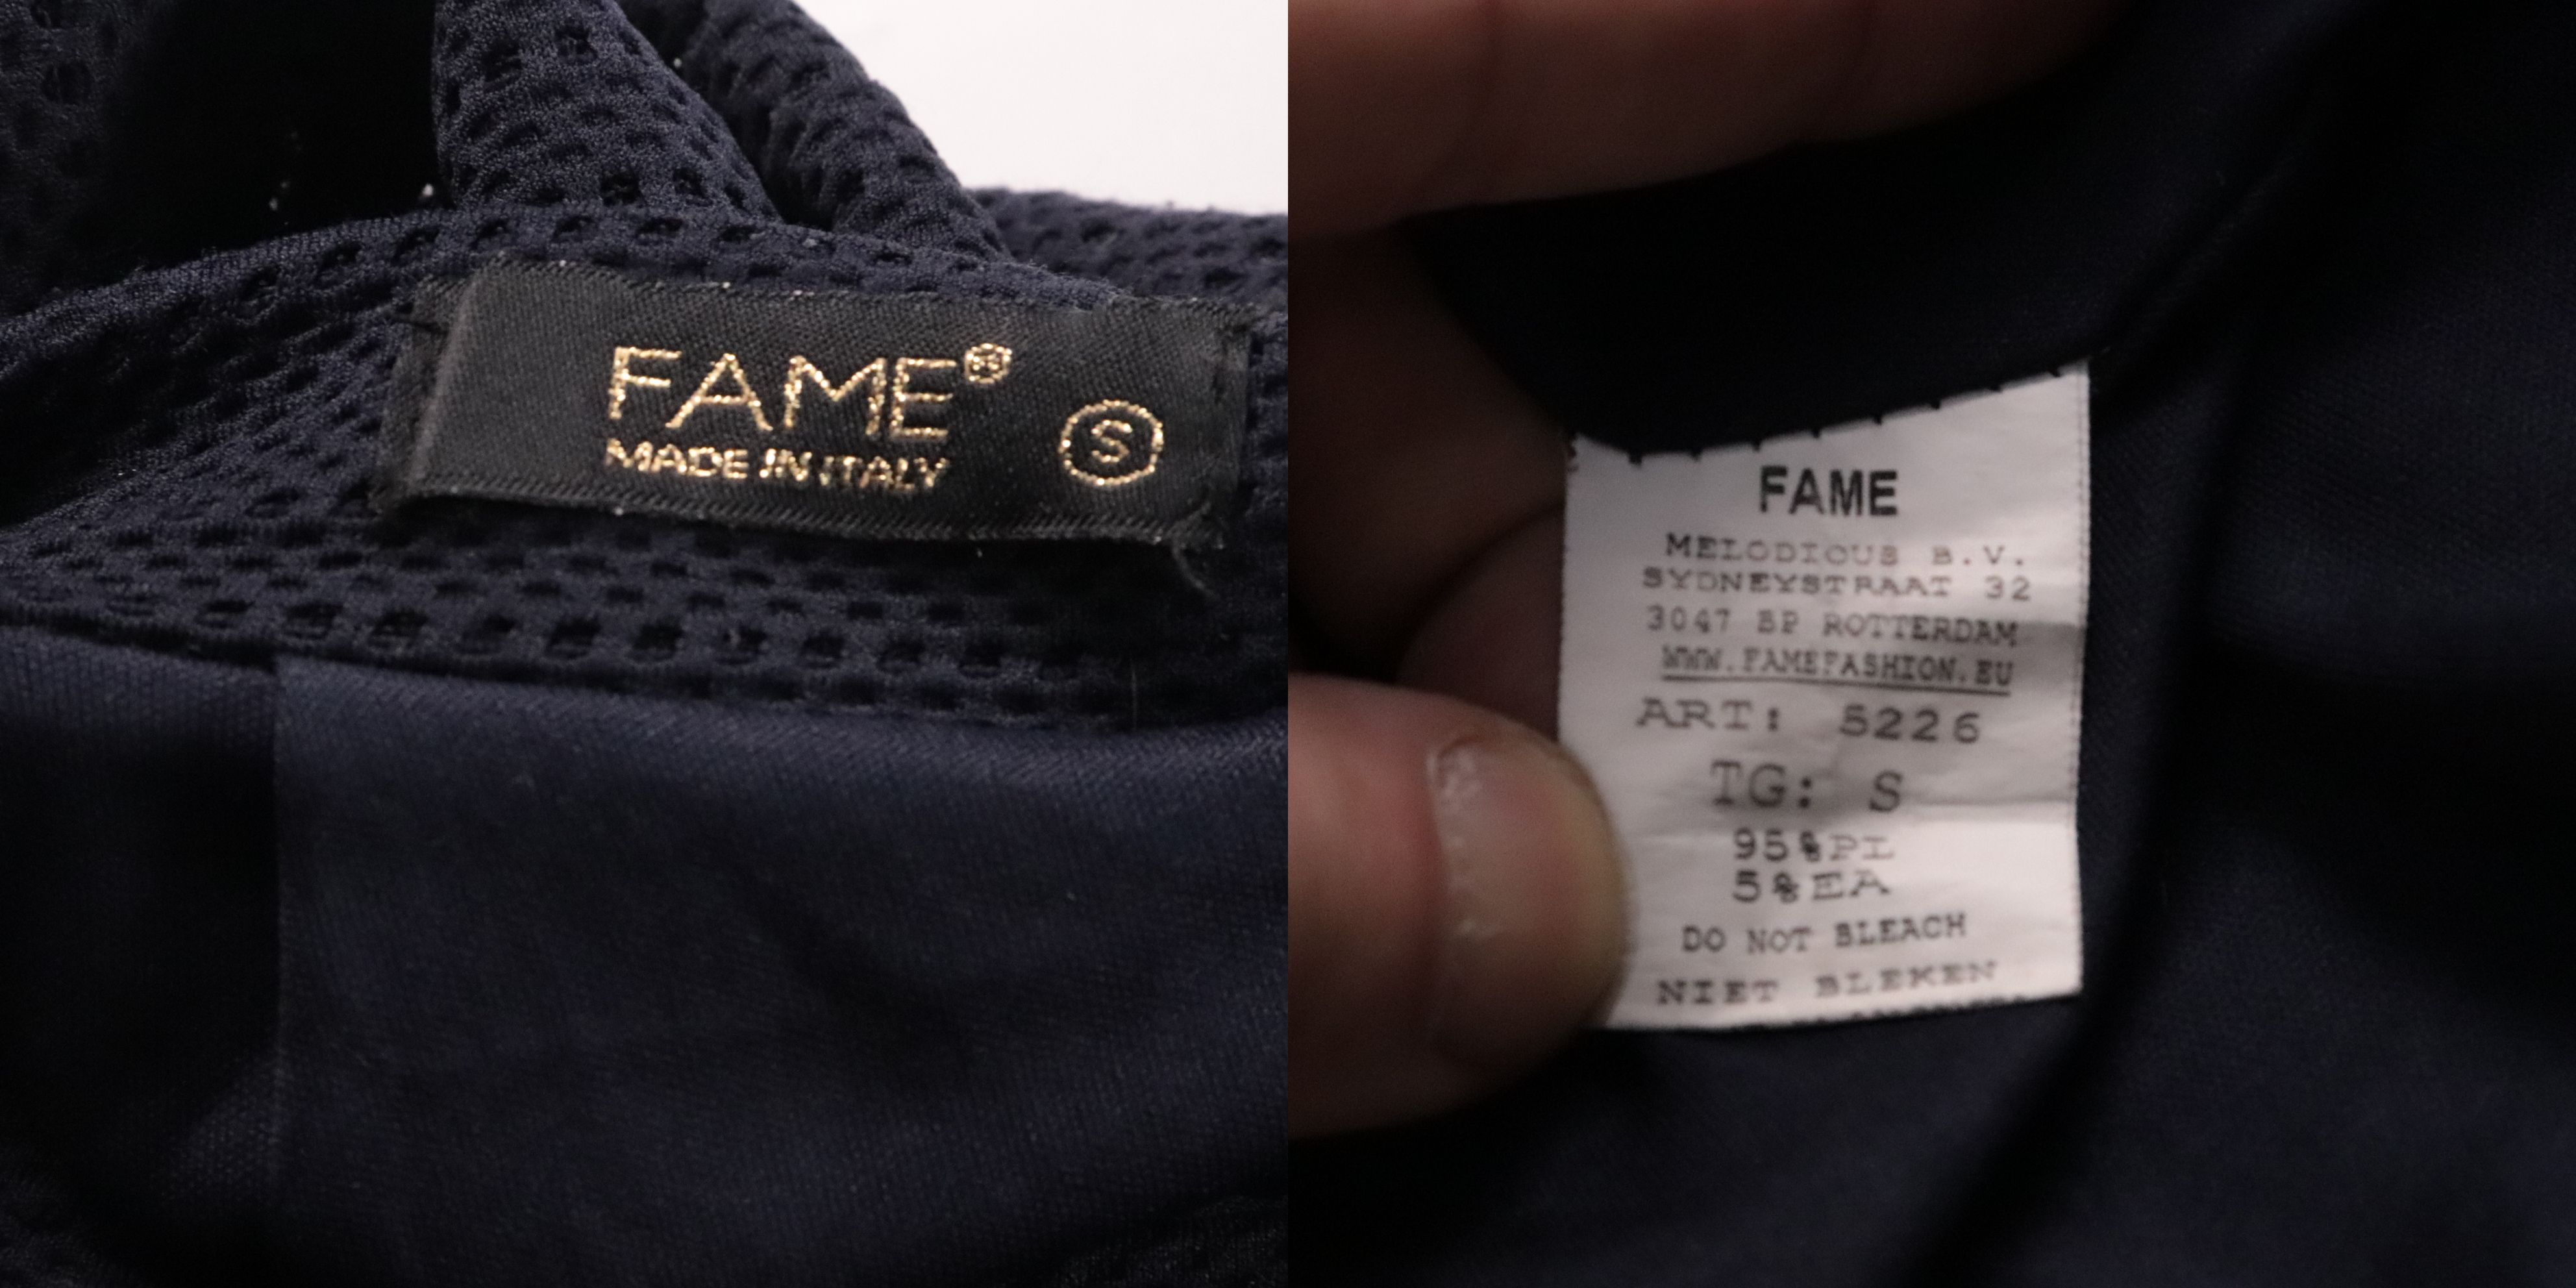 FAME®
MADE IN ITALY
S
FAME
MELODIOUS B.V.
SYDNEYSTRAAT 32
3047 BP ROTTERDAM
WWW.FAMEFASHION.EU
ART: 5226
TG: S
95%PL
5%EA
DO NOT BLEACH
NIET BLEKEN